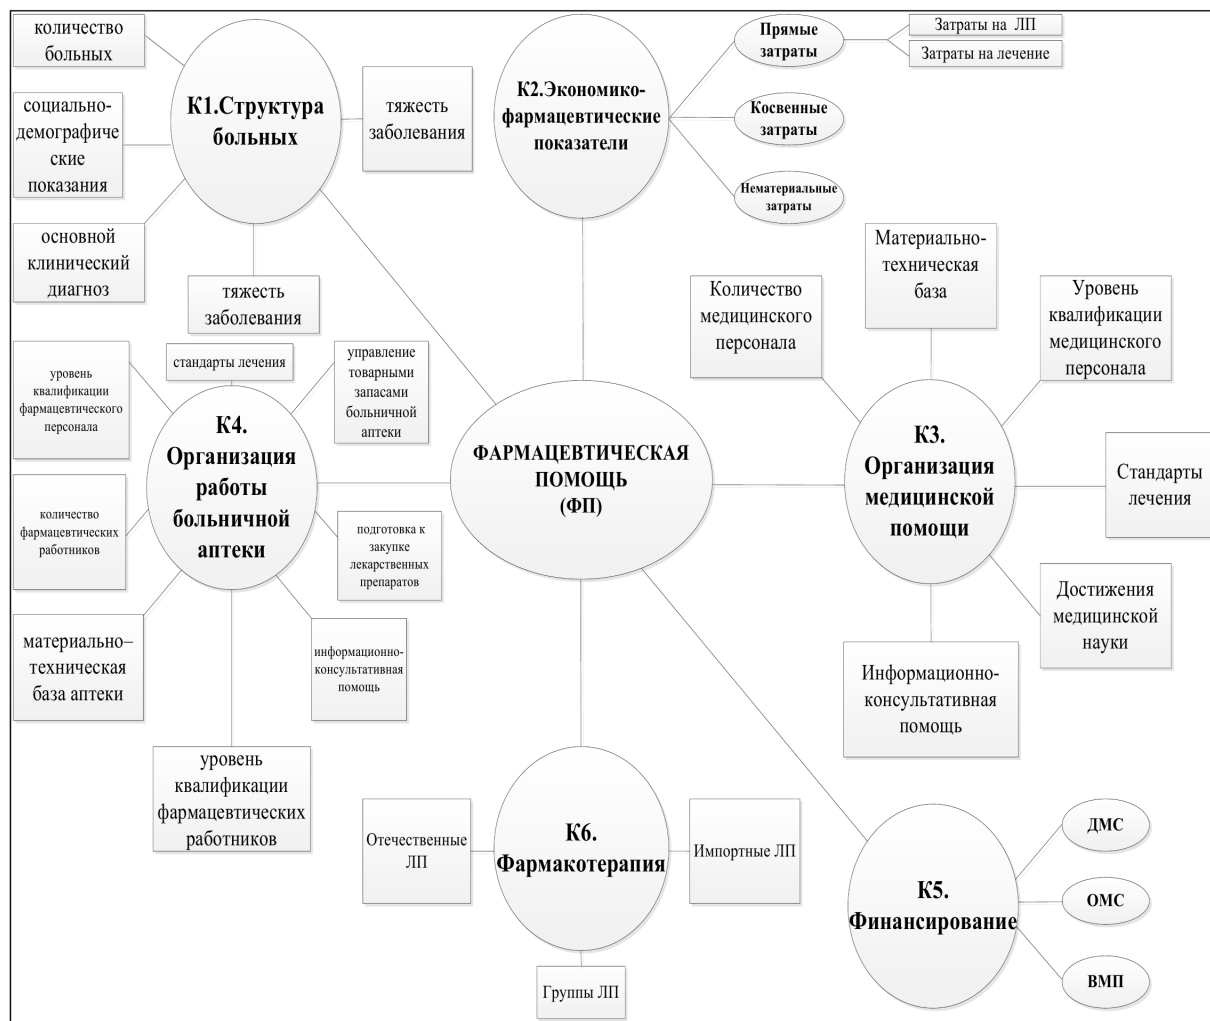 количество
больных
социально-
демографиче
ские
показания
основной
клинический
диагноз
К1.Структура
больных
тяжесть
заболевания
тяжесть
заболевания
К2.Экономико-
фармацевтические
показатели
Прямые
затраты
Затраты на ЛП
Затраты на лечение
Косвенные
затраты
Нематериальные
затраты
Количество
медицинского
персонала
Материально-
техническая
база
Уровень
квалификации
медицинского
персонала
К3.
Организация
медицинской
помощи
Стандарты
лечения
Достижения
медицинской
науки
Информационно-
консультативная
помощь
ФАРМАЦЕВТИЧЕСКАЯ
ПОМОЩЬ
(ФП)
уровень
квалификации
фармацевтического
персонала
стандарты лечения
управление
товарными
запасами
больничной
аптеки
К4.
Организация
работы
больничной
аптеки
количество
фармацевтических
работников
подготовка к
закупке
лекарственных
препаратов
материально–
техническая
база аптеки
информационно-
консультативная
помощь
уровень
квалификации
фармацевтических
работников
Отечественные
ЛП
К6.
Фармакотерапия
Импортные ЛП
Группы ЛП
К5.
Финансирование
ДМС
ОМС
ВМП